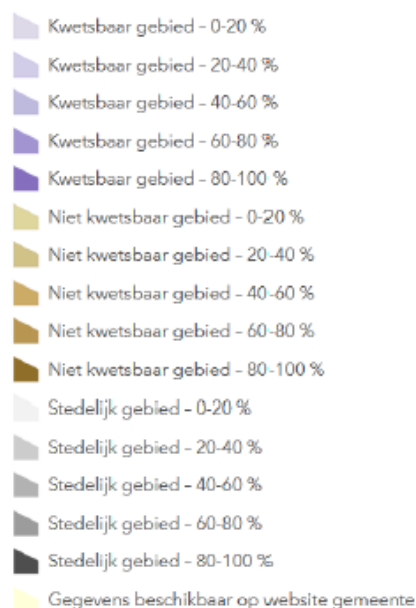 Kwetsbaar gebied - 0-20 %
Kwetsbaar gebied - 20-40 %
Kwetsbaar gebied - 40-60 %
Kwetsbaar gebied - 60-80 %
Kwetsbaar gebied - 80-100 %
Niet kwetsbaar gebied - 0-20 %
Niet kwetsbaar gebied - 20-40 %
Niet kwetsbaar gebied - 40-60 %
Niet kwetsbaar gebied - 60-80 %
Niet kwetsbaar gebied - 80-100 %
Stedelijk gebied - 0-20 %
Stedelijk gebied - 20-40 %
Stedelijk gebied - 40-60 %
Stedelijk gebied - 60-80 %
Stedelijk gebied - 80-100 %
Gegevens beschikbaar op website gemeente